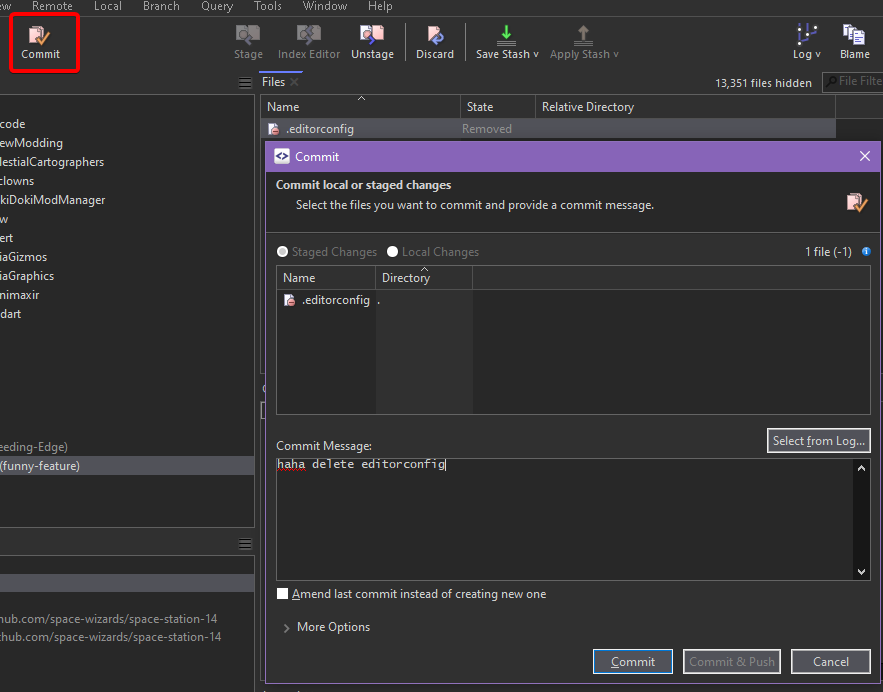 ew Remote Local Branch Query Tools Window Help
Commit Stage Index Editor Unstage Discard Save Stash ∨ Apply Stash ∨ Log ∨ Blame
Files 13,351 files hidden File Filte
Name State Relative Directory
.editorconfig Removed
code
ewModding
lestialCartographers
clowns
kiDokiModManager
w
ert
iaGizmos
iaGraphics
nimaxir
dart
eeding-Edge)
(funny-feature)
hub.com/space-wizards/space-station-14
thub.com/space-wizards/space-station-14
Commit
Commit local or staged changes
Select the files you want to commit and provide a commit message.
Staged Changes Local Changes 1 file (-1)
Name Directory
.editorconfig .
Select from Log...
Commit Message:
haha delete editorconfig
Amend last commit instead of creating new one
More Options
Commit Commit & Push Cancel